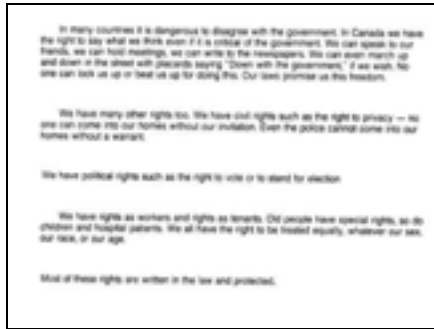 In many countries it is dangerous to disagree with the government. In Canada we have
the right to say what we think even if it is critical of the government. We can speak to our
friends, we can hold meetings, we can write to the newspapers. We can even march up
and down in the street with placards saying "Down with the government," if we wish. No
one can lock us up or beat us up for doing this. Our laws promise us this freedom.
We have many other rights too. We have civil rights such as the right to privacy — no
one can come into our homes without our invitation. Even the police cannot come into our
homes without a warrant.
We have political rights such as the right to vote or to stand for election
We have rights as workers and rights as tenants. Old people have special rights, so do
children and hospital patients. We all have the right to be treated equally, whatever our sex,
our race, or our age.
Most of these rights are written in the law and protected.